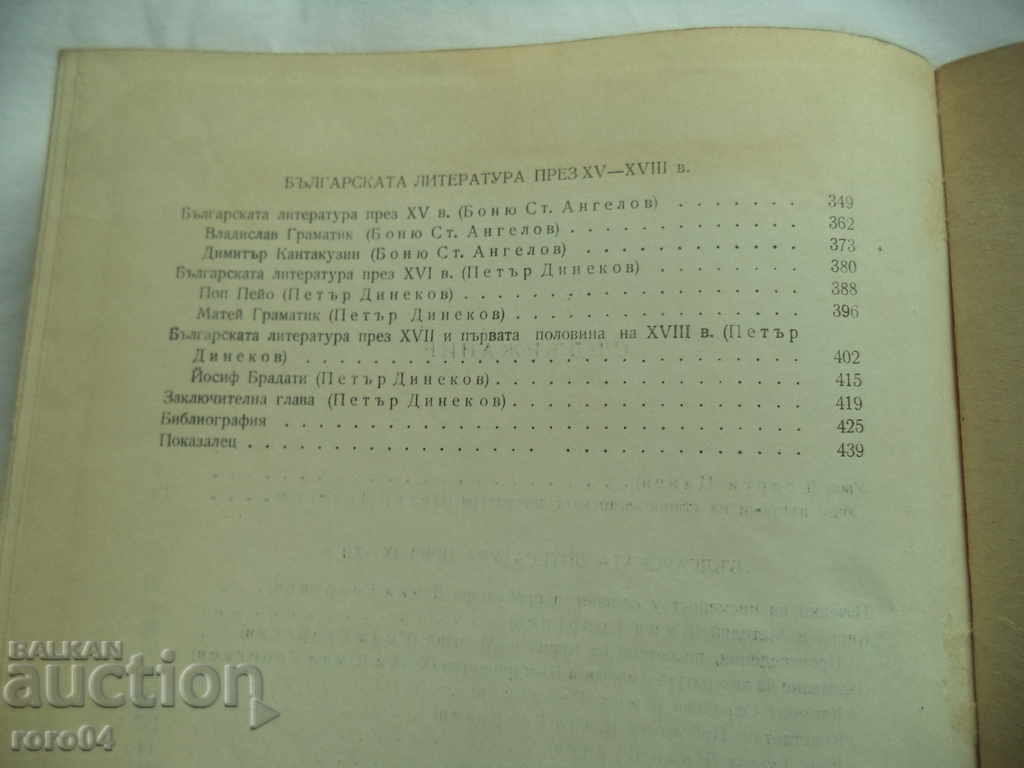 БЪЛГАРСКАТА ЛИТЕРАТУРА ПРЕЗ XV—XVIII в.
Българската литература през XV в. (Боню Ст. Ангелов) . . . . . . . 349
Владислав Граматик (Боню Ст. Ангелов) . . . . . . . . . . . 362
Димитър Кантакузин (Боню Ст. Ангелов) . . . . . . . . . . . 373
Българската литература през XVI в. (Петър Динеков) . . . . . . . . 380
Поп Пейо (Петър Динеков) . . . . . . . . . . . . . . . . 388
Матей Граматик (Петър Динеков) . . . . . . . . . . . . . . 396
Българската литература през XVII и първата половина на XVIII в. (Петър
Динеков) . . . . . . . . . . . . . . . . . . . . . . . . 402
Йосиф Брадати (Петър Динеков) . . . . . . . . . . . . . . . 415
Заключителна глава (Петър Динеков) . . . . . . . . . . . . . . 419
Библиография . . . . . . . . . . . . . . . . . . . . . . . . . 425
Показалец . . . . . . . . . . . . . . . . . . . . . . . . . . 439
BALKAN
auction
roro04